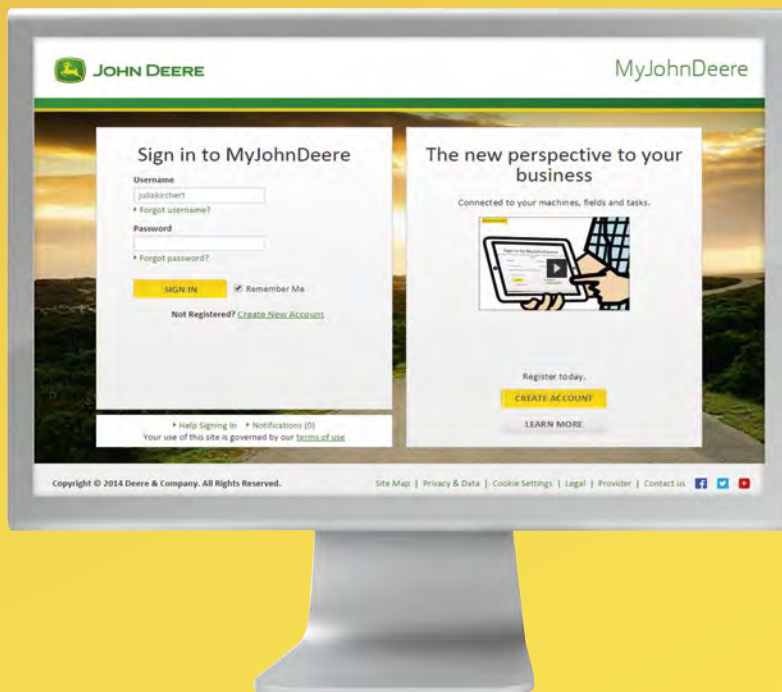 JOHN DEERE
MyJohnDeere
Sign in to MyJohnDeere
Username
juliakirchert
Forgot username?
Password
Forgot password?
SIGN IN
Remember Me
Not Registered? Create New Account
Help Signing In Notifications (0)
Your use of this site is governed by our terms of use
The new perspective to your
business
Connected to your machines, fields and tasks.
Sign in to MyJohnDeere
Register today.
CREATE ACCOUNT
LEARN MORE
Copyright © 2014 Deere & Company. All Rights Reserved.
Site Map | Privacy & Data | Cookie Settings | Legal | Provider | Contact us